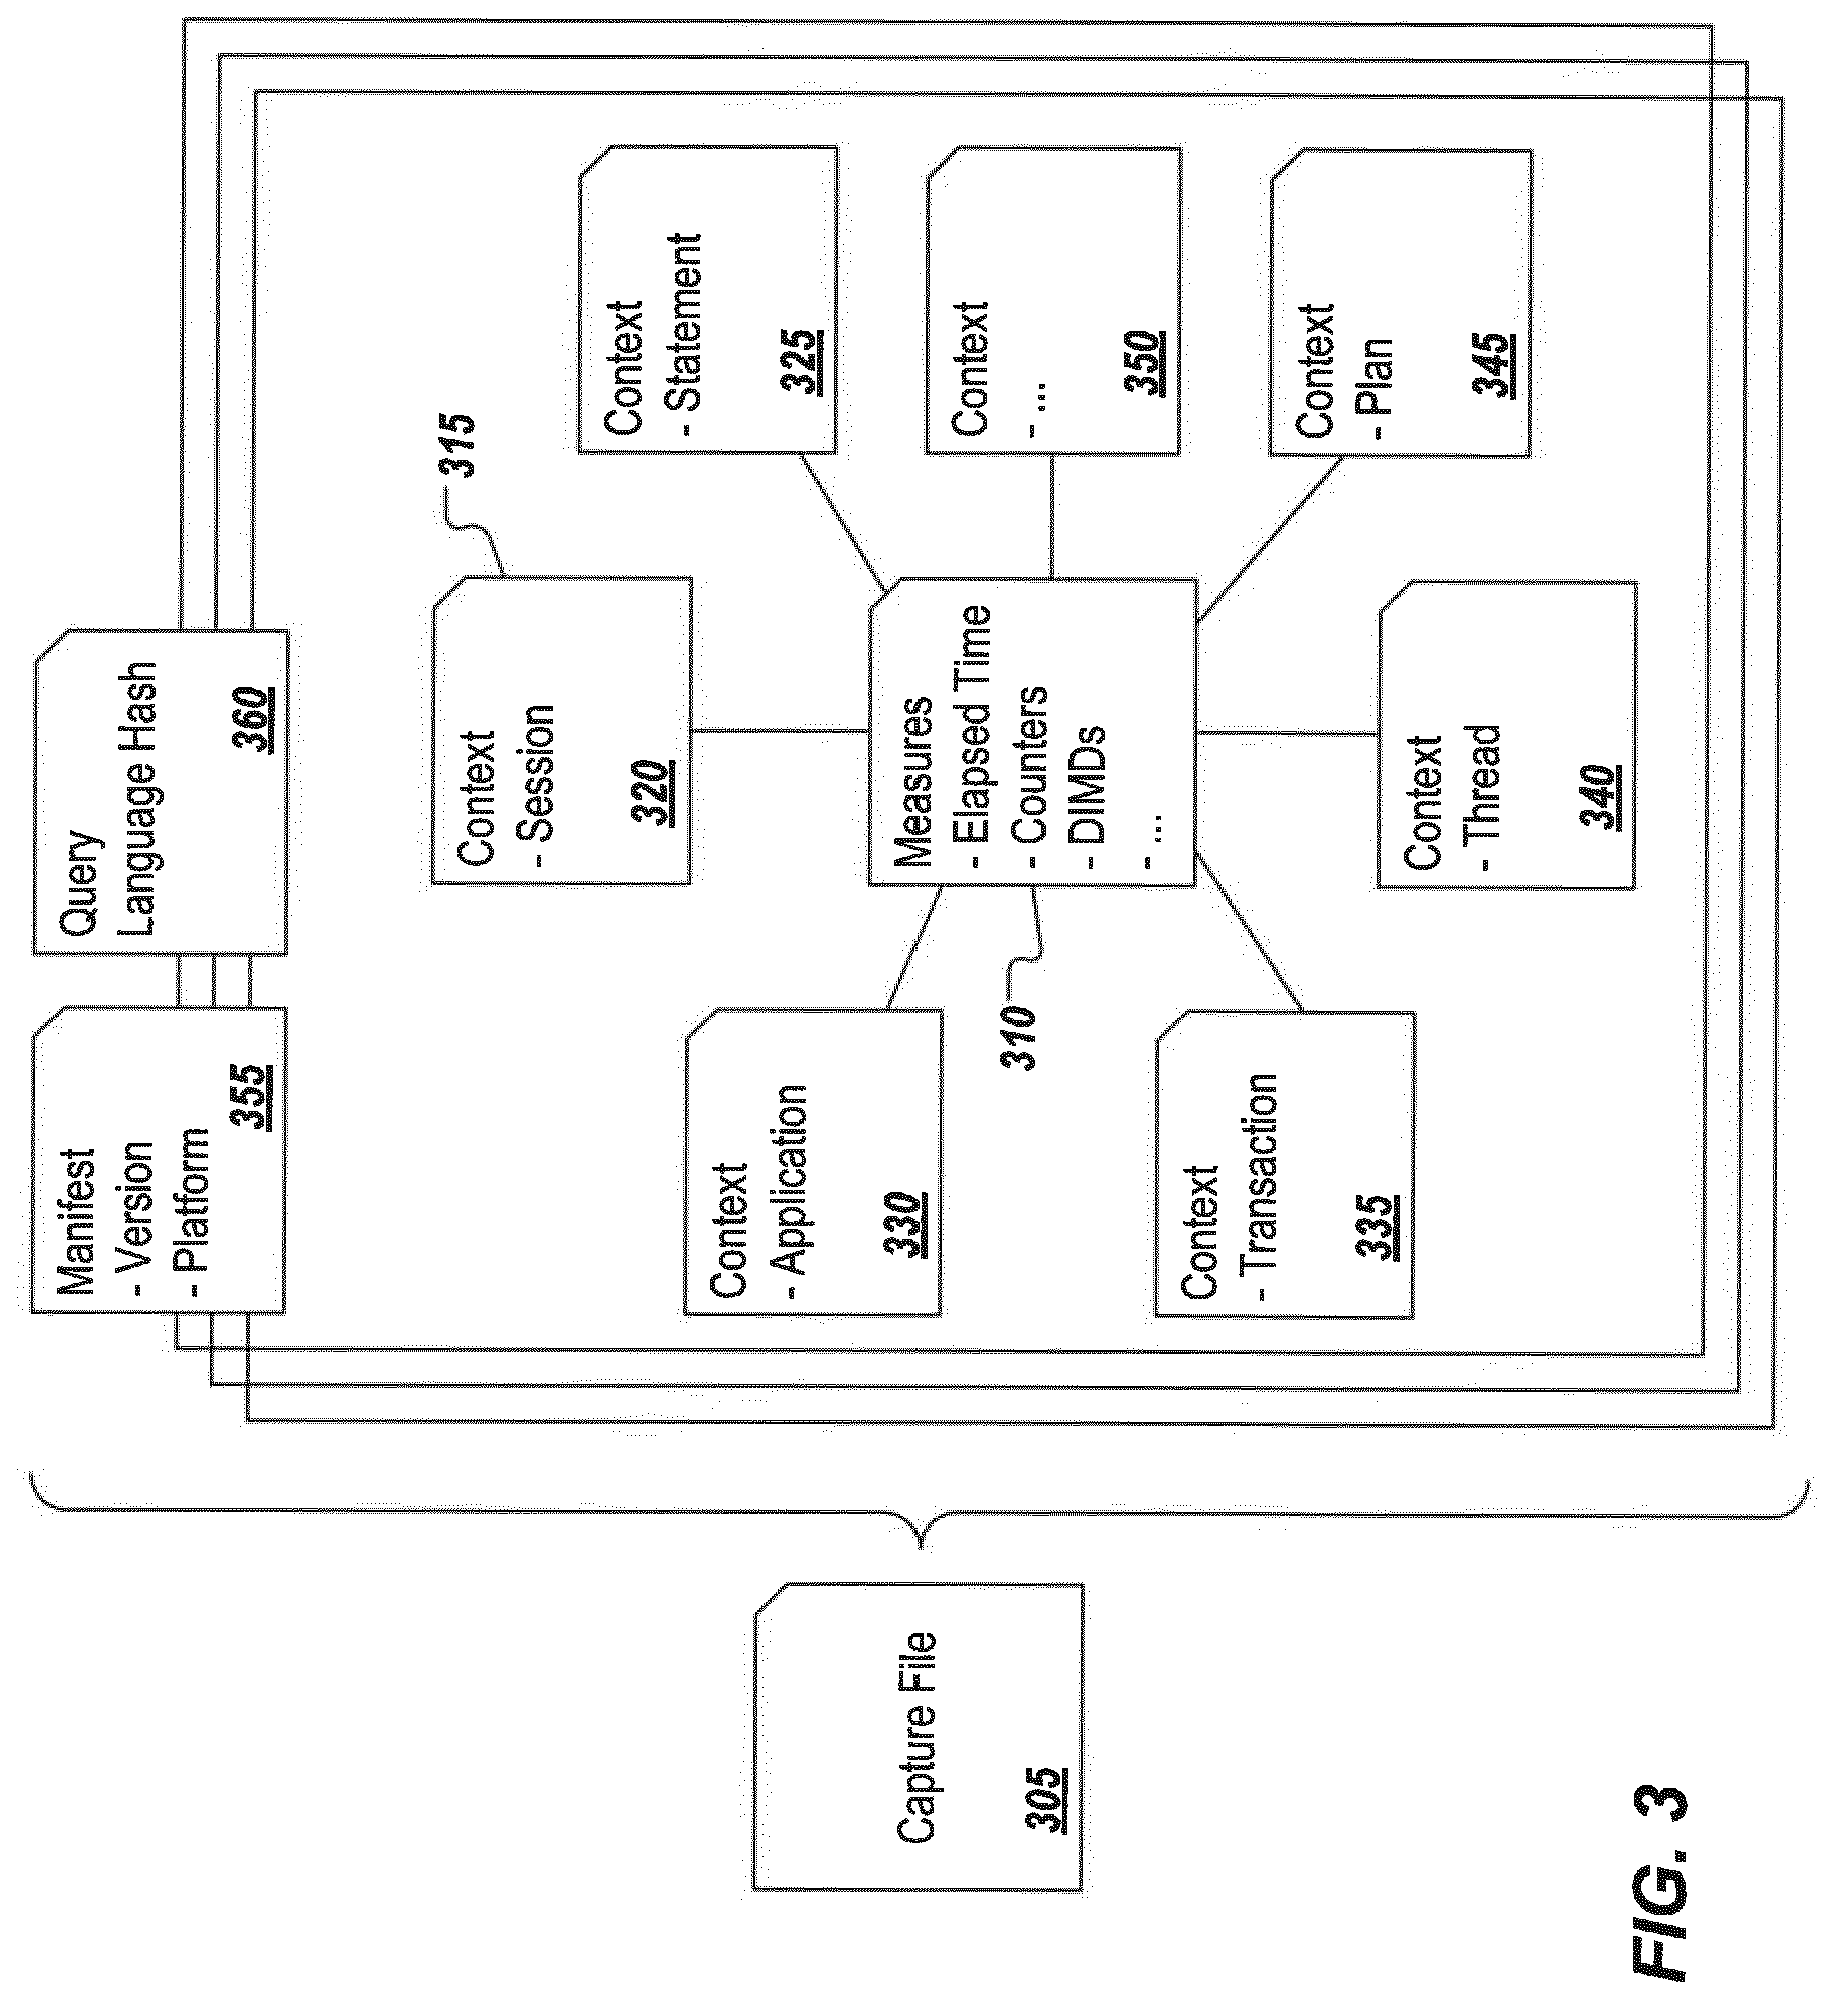 Capture File
305
Manifest
- Version
- Platform
355
Query
Language Hash
360
Context
- Session
320
315
Context
- Statement
325
Context
- Application
330
Measures
- Elapsed Time
- Counters
- DIMDs
- ...
310
Context
- ...
350
Context
- Transaction
335
Context
- Thread
340
Context
- Plan
345
FIG. 3